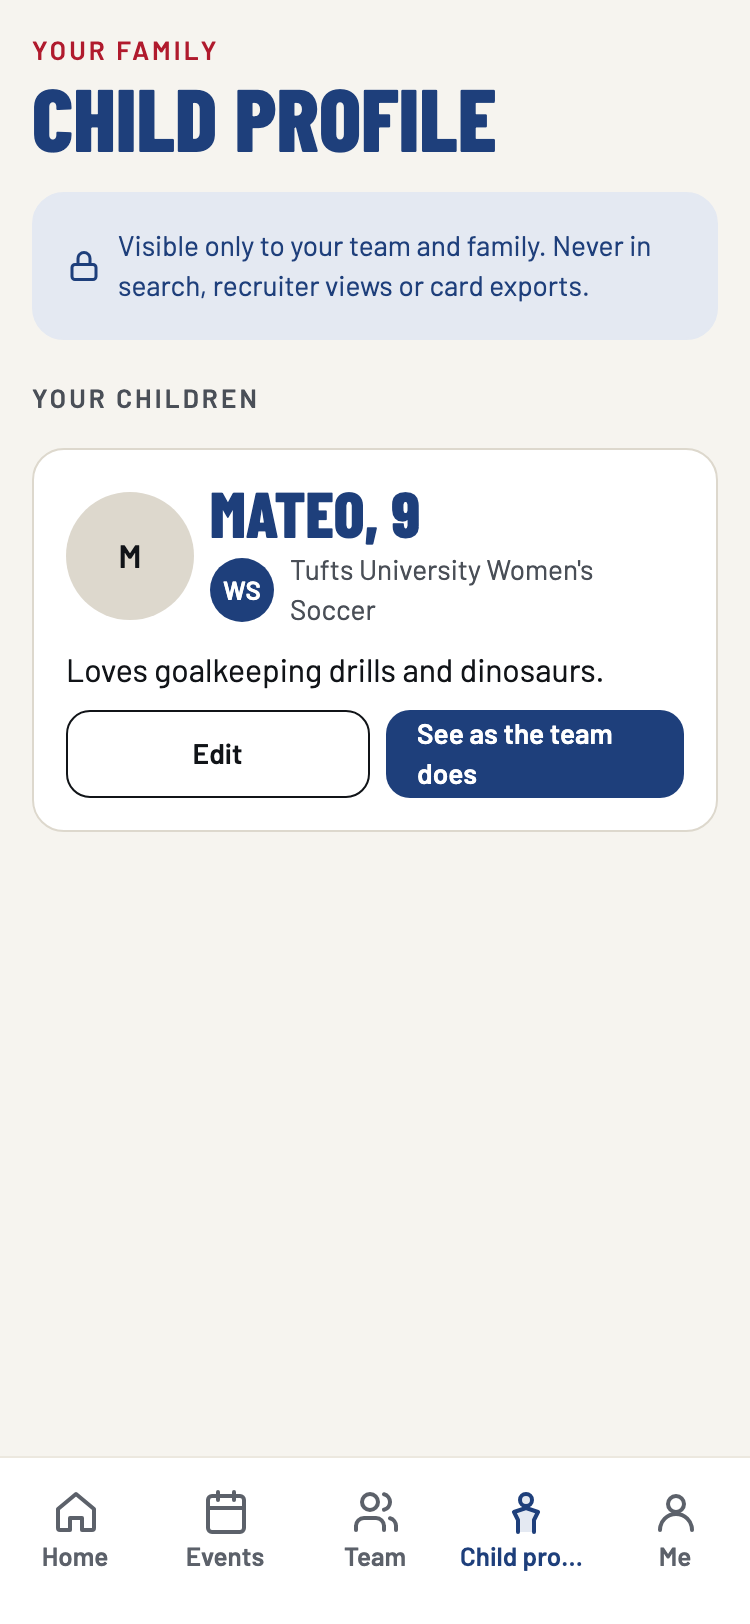 YOUR FAMILY
CHILD PROFILE
Visible only to your team and family. Never in
search, recruiter views or card exports.
YOUR CHILDREN
M
MATEO, 9
WS
Tufts University Women's
Soccer
Loves goalkeeping drills and dinosaurs.
Edit
See as the team
does
Home
Events
Team
Child pro...
Me